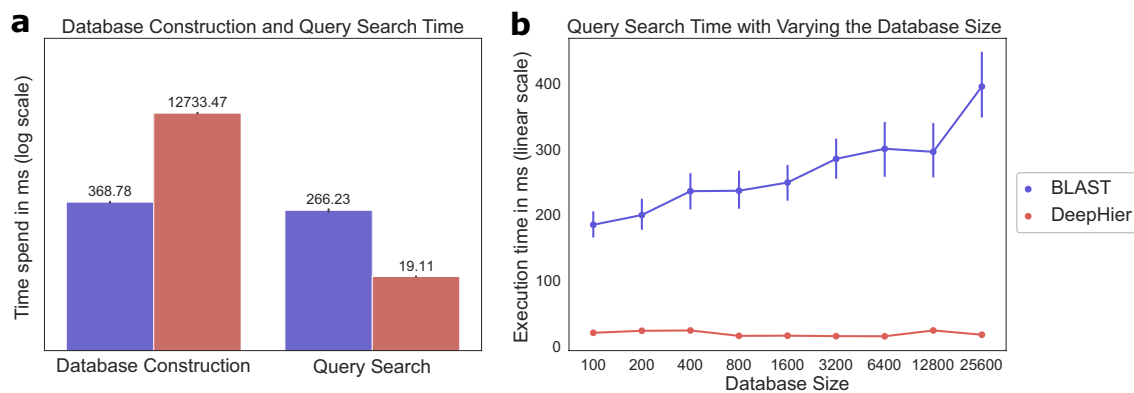 a
Database Construction and Query Search Time
Time spend in ms (log scale)
368.78
12733.47
266.23
19.11
Database Construction
Query Search
b
Query Search Time with Varying the Database Size
Execution time in ms (linear scale)
400
300
200
100
0
100 200 400 800 1600 3200 6400 12800 25600
Database Size
BLAST
DeepHier